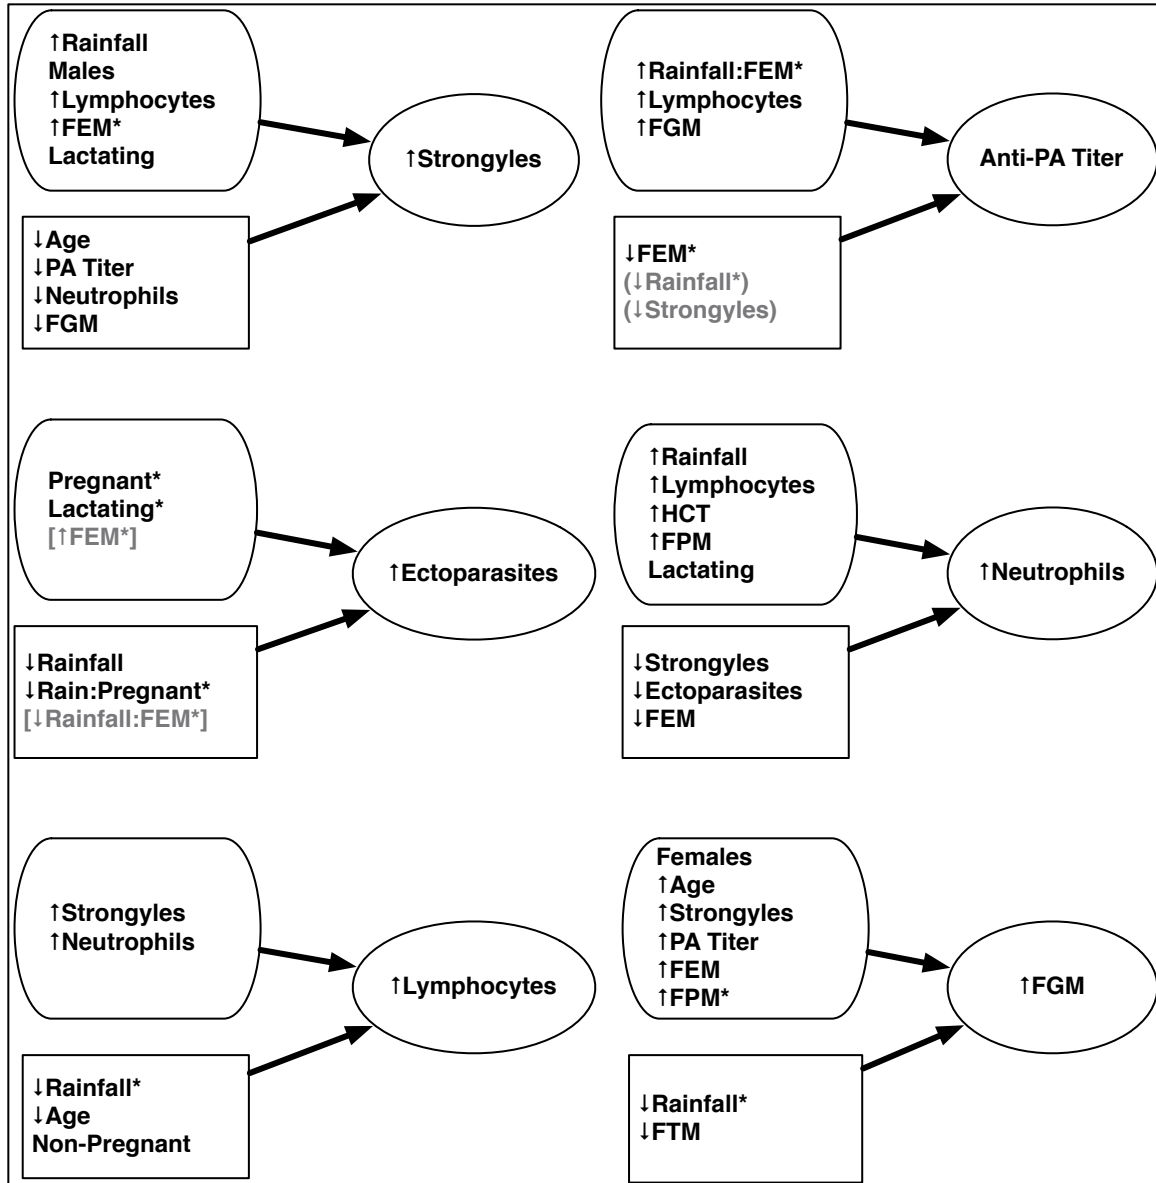 ↑Rainfall
Males
↑Lymphocytes
↑FEM*
Lactating
↑Strongyles
↓Age
↓PA Titer
↓Neutrophils
↓FGM
↑Rainfall:FEM*
↑Lymphocytes
↑FGM
Anti-PA Titer
↓FEM*
(↓Rainfall*)
(↓Strongyles)
Pregnant*
Lactating*
[↑FEM*]
↑Ectoparasites
↓Rainfall
↓Rain:Pregnant*
[↓Rainfall:FEM*]
↑Rainfall
↑Lymphocytes
↑HCT
↑FPM
Lactating
↑Neutrophils
↓Strongyles
↓Ectoparasites
↓FEM
↑Strongyles
↑Neutrophils
↑Lymphocytes
↓Rainfall*
↓Age
Non-Pregnant
Females
↑Age
↑Strongyles
↑PA Titer
↑FEM
↑FPM*
↑FGM
↓Rainfall*
↓FTM